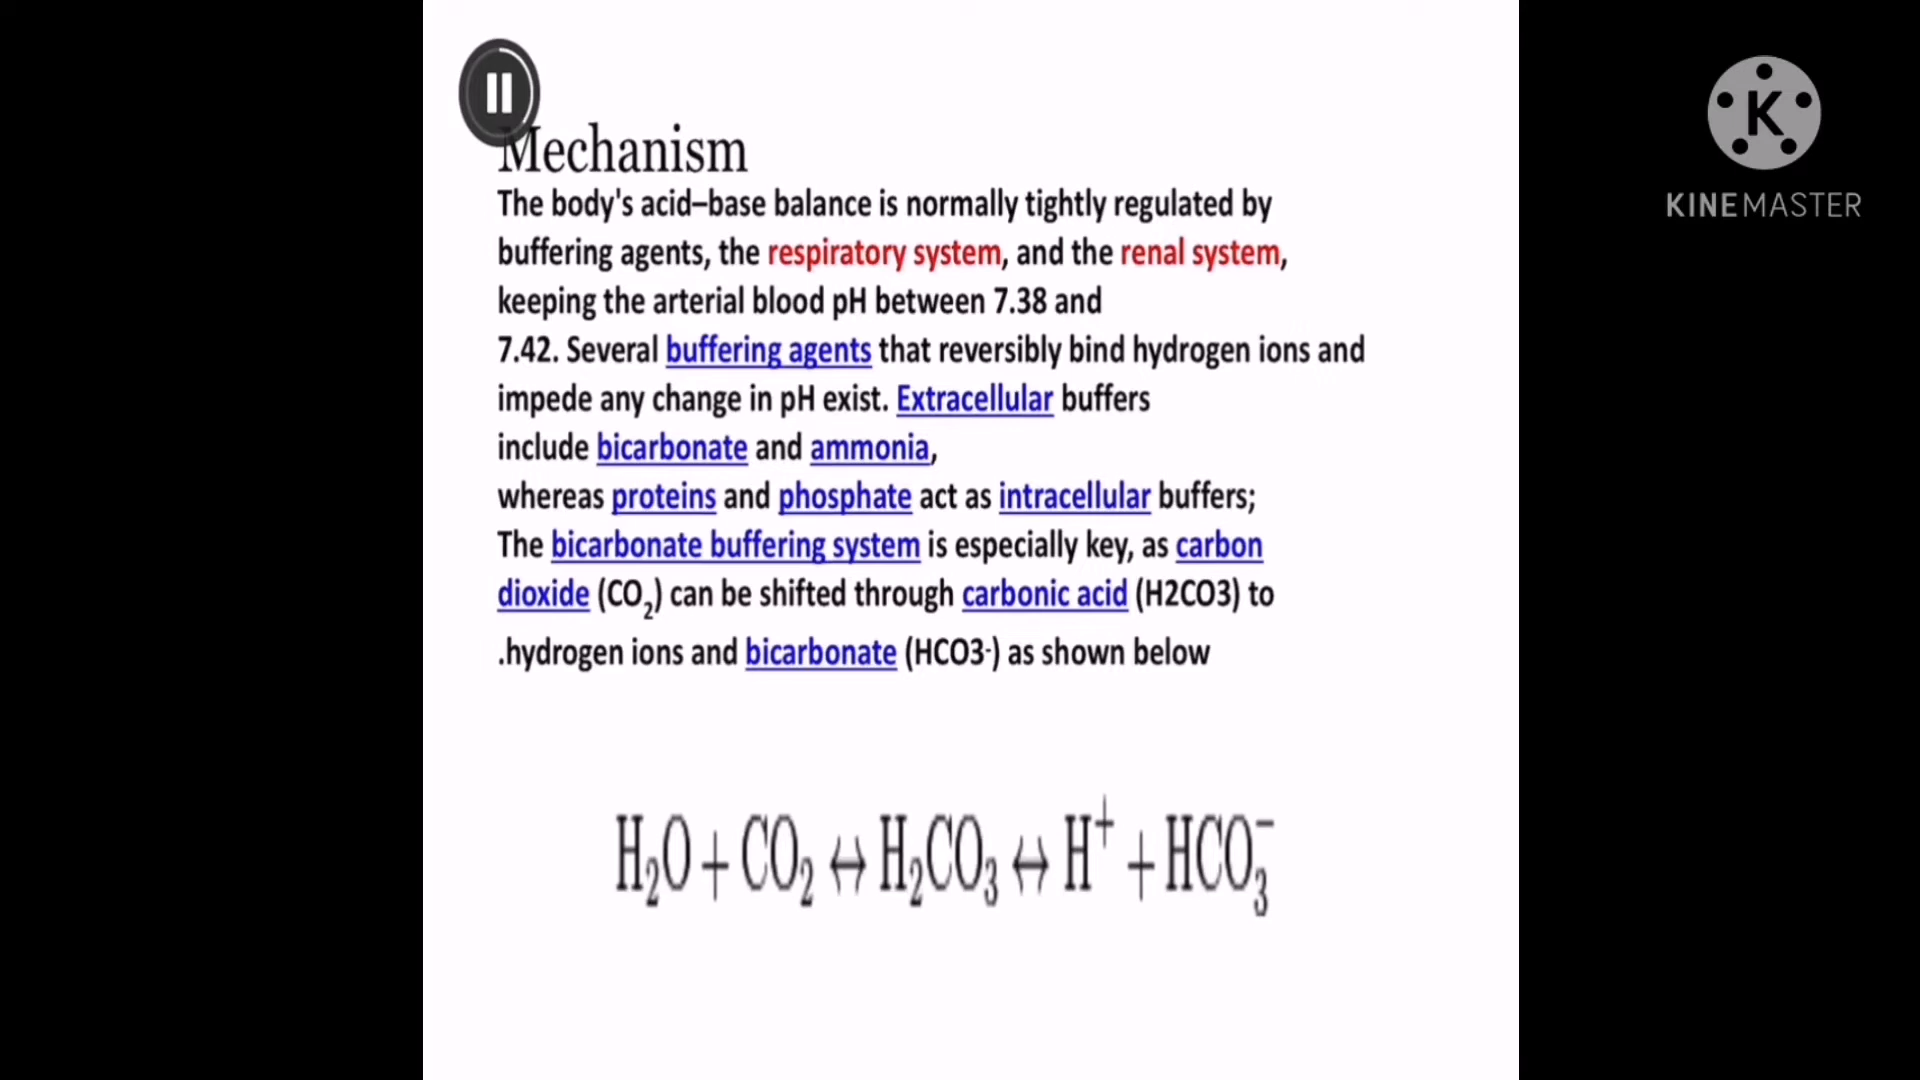 Mechanism
The body's acid–base balance is normally tightly regulated by
buffering agents, the respiratory system, and the renal system,
keeping the arterial blood pH between 7.38 and
7.42. Several buffering agents that reversibly bind hydrogen ions and
impede any change in pH exist. Extracellular buffers
include bicarbonate and ammonia,
whereas proteins and phosphate act as intracellular buffers;
The bicarbonate buffering system is especially key, as carbon
dioxide (CO₂) can be shifted through carbonic acid (H2CO3) to
.hydrogen ions and bicarbonate (HCO3-) as shown below
H₂O + CO₂ ↔ H₂CO₃ ↔ H⁺ + HCO₃⁻
K
KINEMASTER